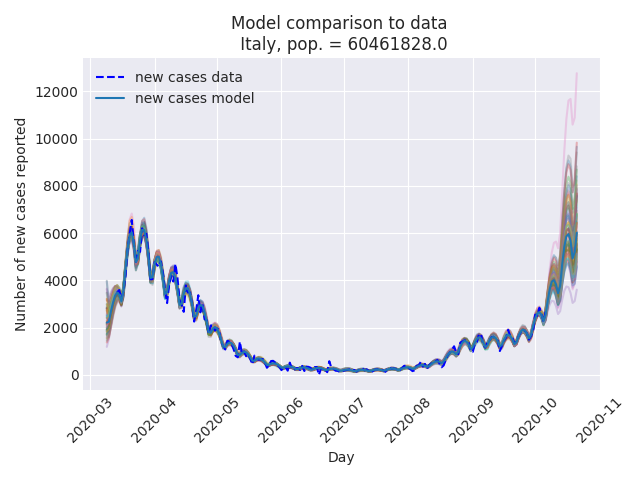 Model comparison to data
Italy, pop. = 60461828.0
new cases data
new cases model
Number of new cases reported
12000
10000
8000
6000
4000
2000
0
2020-03
2020-04
2020-05
2020-06
2020-07
2020-08
2020-09
2020-10
2020-11
Day